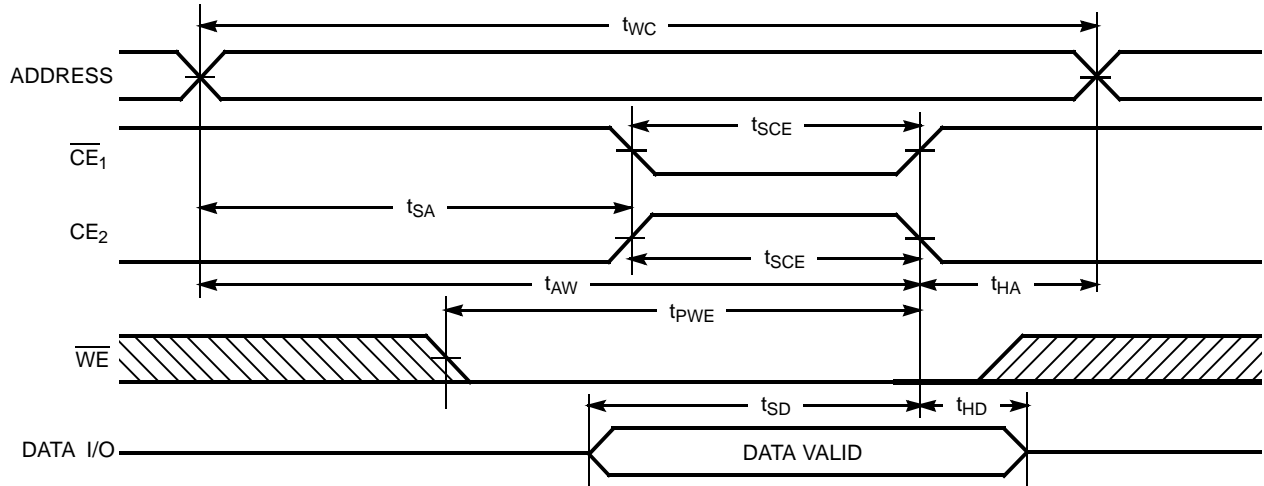 tWC
ADDRESS
tSCE
CE1
tSA
CE2
tSCE
tAW
tHA
tPWE
WE
tSD
tHD
DATA I/O
DATA VALID